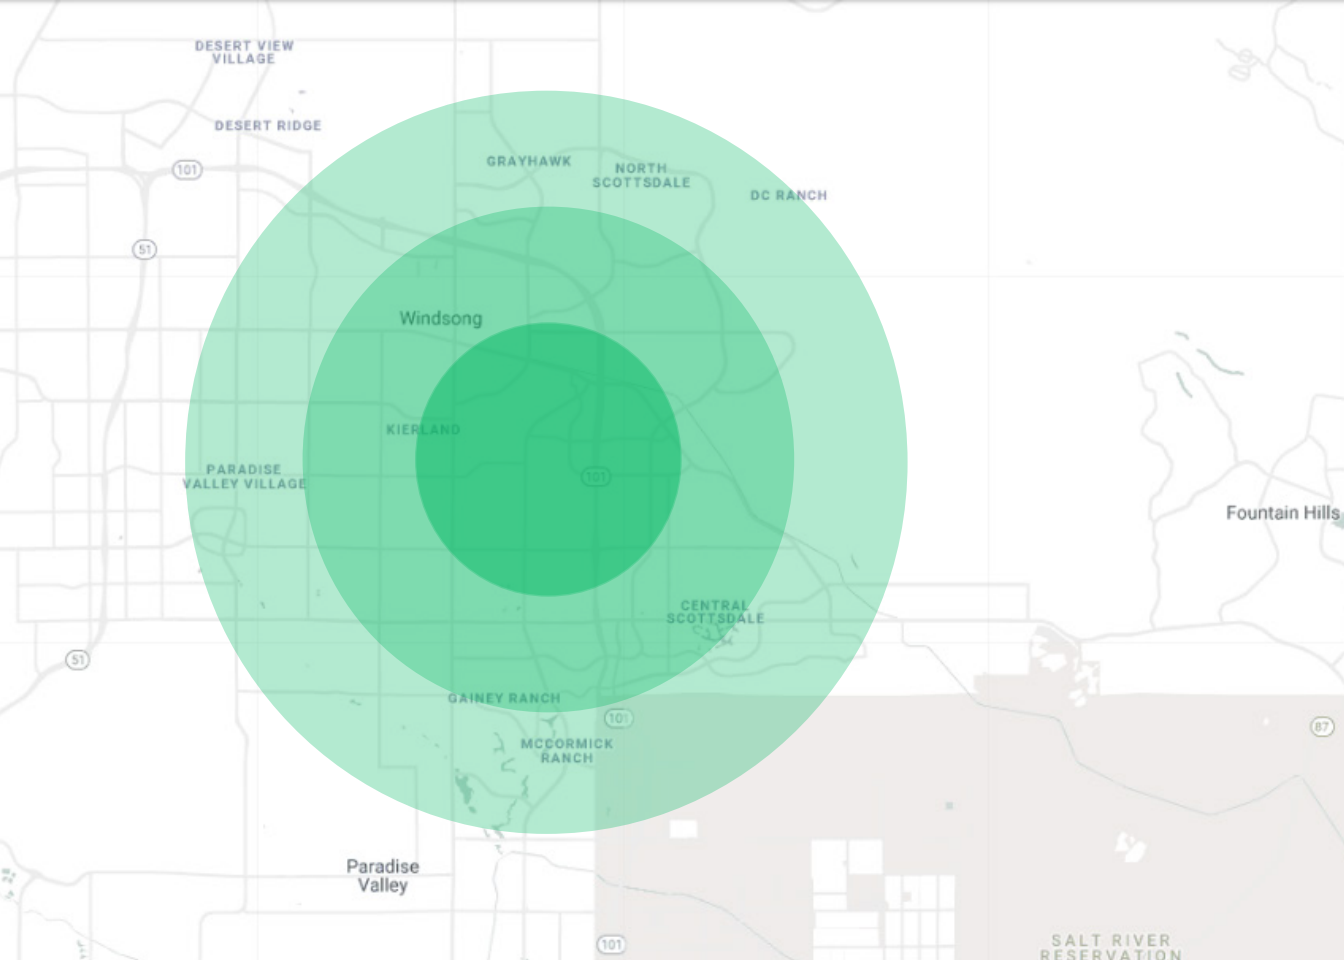 DESERT VIEW
VILLAGE
DESERT RIDGE
GRAYHAWK
NORTH
SCOTTSDALE
101
DC RANCH
51
Windsong
KIERLAND
PARADISE
VALLEY VILLAGE
101
Fountain Hills
CENTRAL
SCOTTSDALE
51
GAINEY RANCH
101
87
MCCORMICK
RANCH
Paradise
Valley
101
SALT RIVER
RESERVATION